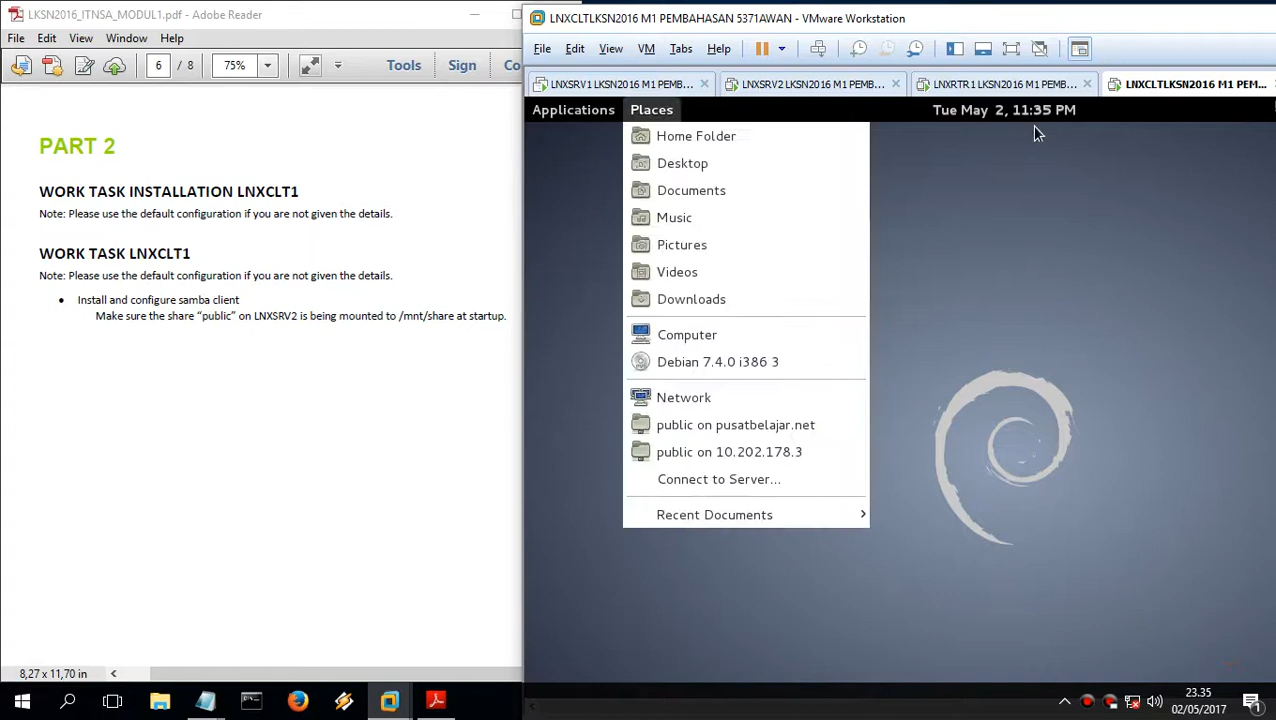 LKSN2016_ITNSA_MODUL1.pdf - Adobe Reader
File Edit View Window Help
6 / 8 75% Tools Sign Co
PART 2
WORK TASK INSTALLATION LNXCLT1
Note: Please use the default configuration if you are not given the details.
WORK TASK LNXCLT1
Note: Please use the default configuration if you are not given the details.
• Install and configure samba client
Make sure the share “public” on LNXSRV2 is being mounted to /mnt/share at startup.
8,27 x 11,70 in
LNXCLTLKSN2016 M1 PEMBAHASAN 5371AWAN - VMware Workstation
File Edit View VM Tabs Help
LNXSRV1 LKSN2016 M1 PEMB... LNXSRV2 LKSN2016 M1 PEMB... LNXRTR1 LKSN2016 M1 PEMB... LNXCLTLKSN2016 M1 PEM...
Applications Places Tue May 2, 11:35 PM
Home Folder
Desktop
Documents
Music
Pictures
Videos
Downloads
Computer
Debian 7.4.0 i386 3
Network
public on pusatbelajar.net
public on 10.202.178.3
Connect to Server...
Recent Documents
23.35
02/05/2017
1